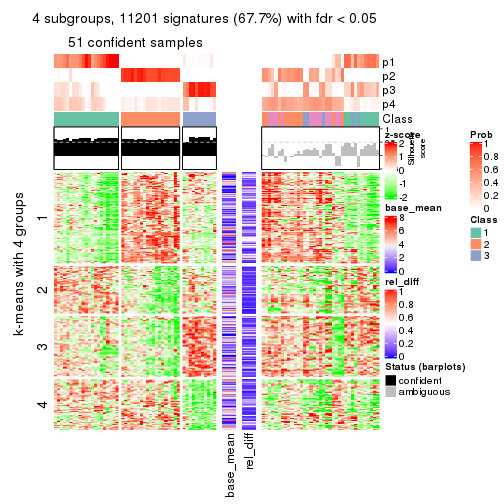 4 subgroups, 11201 signatures (67.7%) with fdr < 0.05
51 confident samples
p1
p2
p3
p4
Class
1
Silhouette score
k-means with 4 groups
1
2
3
4
base_mean
rel_diff
z-score
2
1
0
-1
-2
base_mean
8
6
4
2
0
rel_diff
1
0.8
0.6
0.4
0.2
0
Status (barplots)
confident
ambiguous
Prob
1
0.8
0.6
0.4
0.2
0
Class
1
2
3